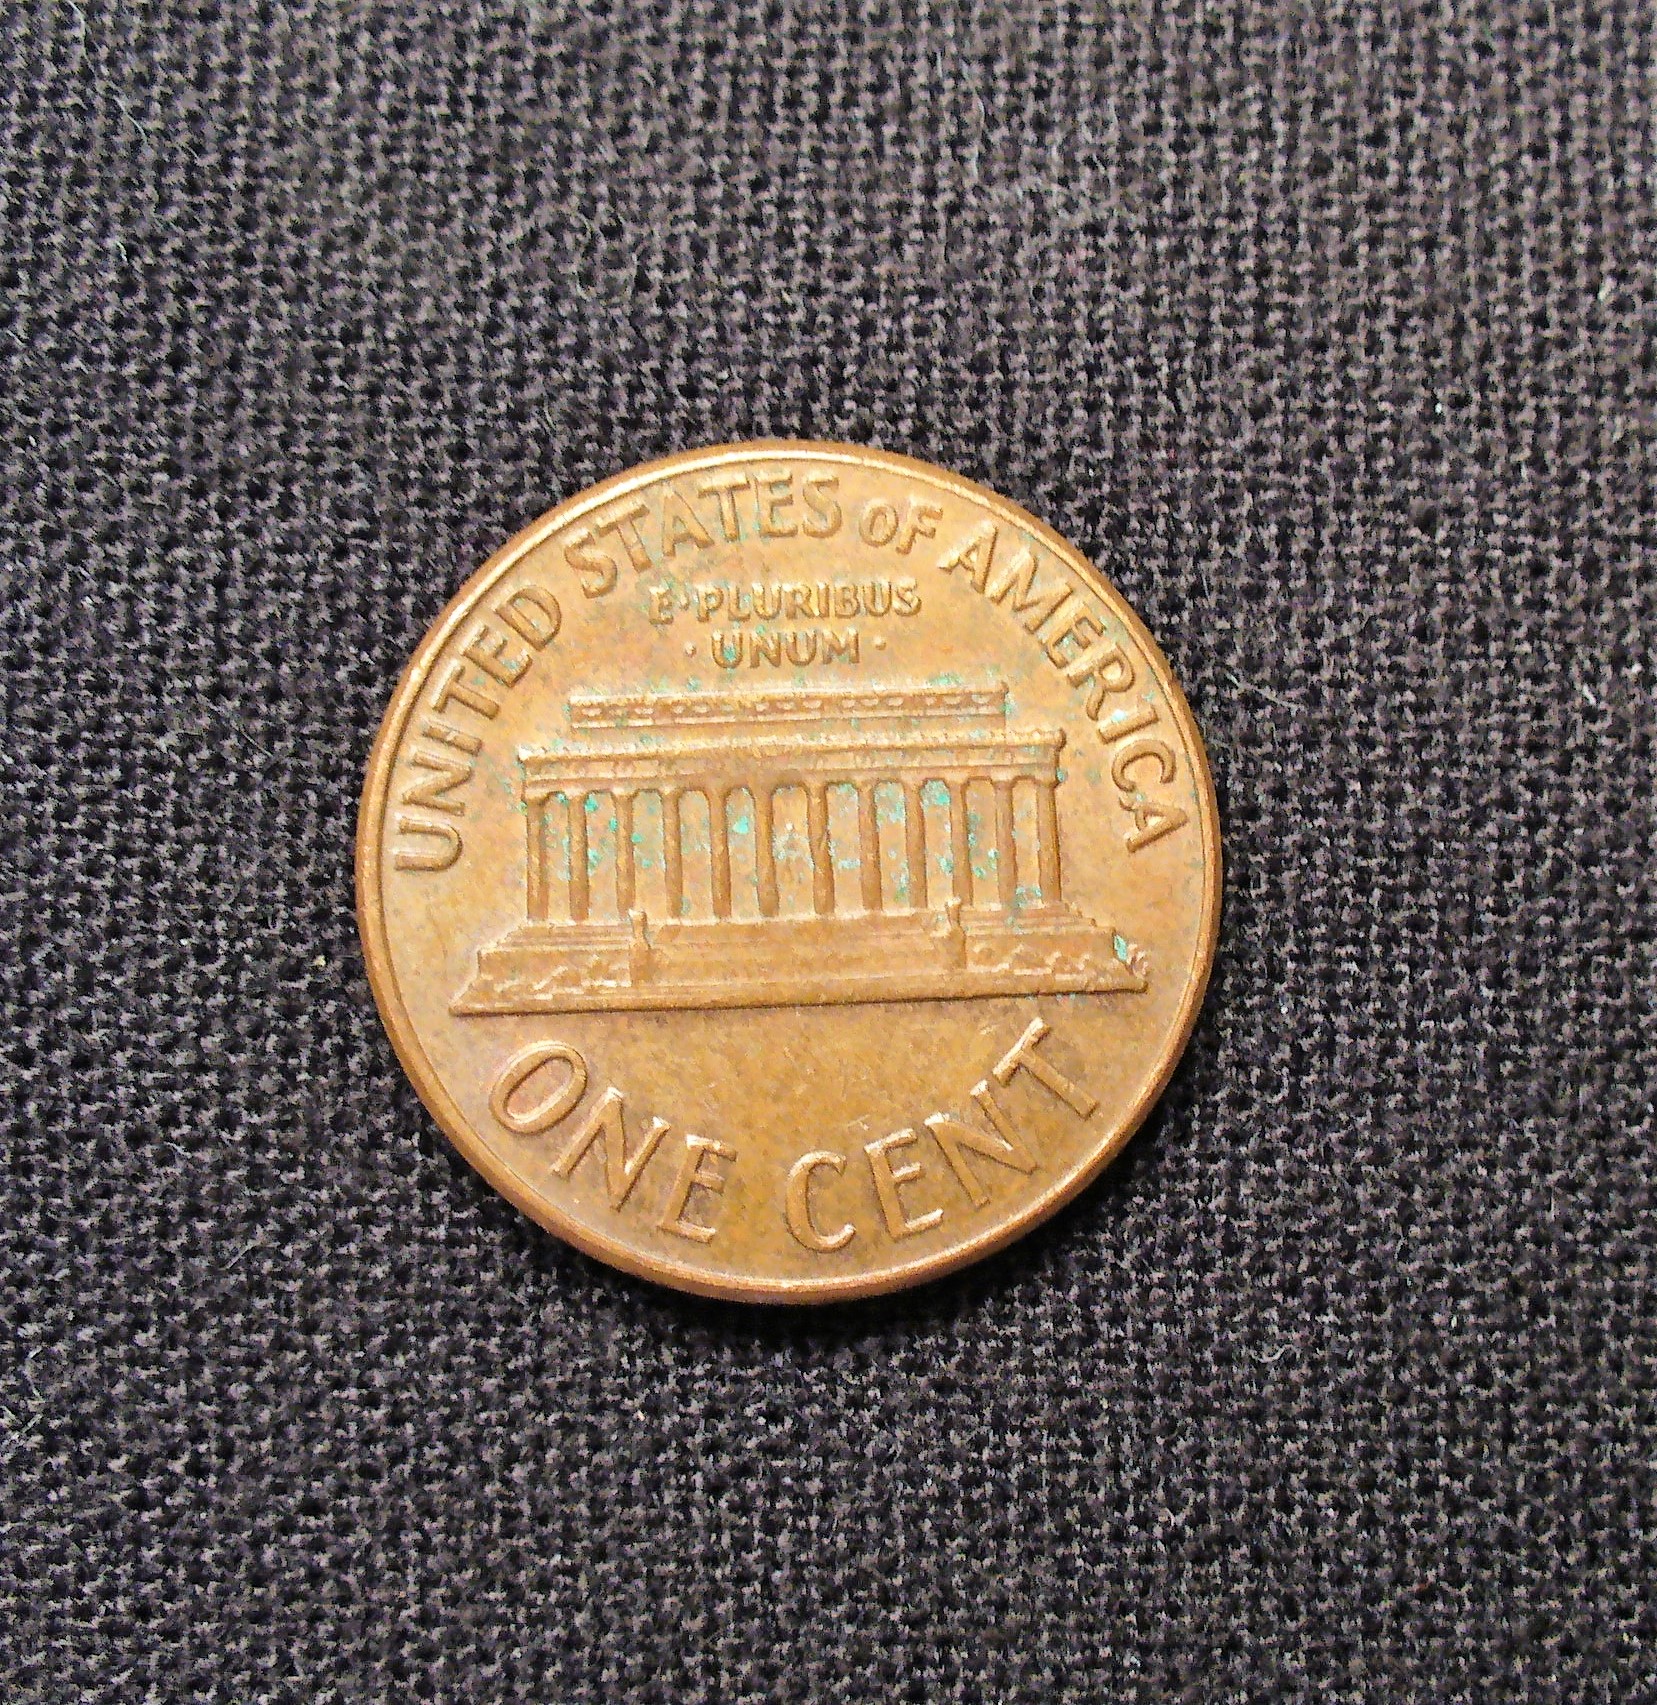 UNITED STATES OF AMERICA
E·PLURIBUS
·UNUM·
ONE CENT